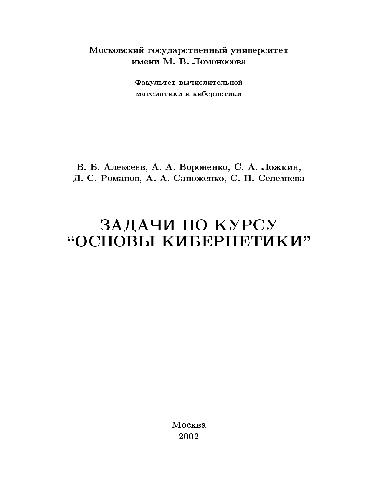 Московский государственный университет
имени М. В. Ломоносова
Факультет вычислительной
математики и кибернетики
В. Б. Алексеев, А. А. Вороненко, С. А. Ложкин,
Д. С. Романов, А. А. Сапоженко, С. Н. Селезнева
ЗАДАЧИ ПО КУРСУ
“ОСНОВЫ КИБЕРНЕТИКИ”
Москва
2002